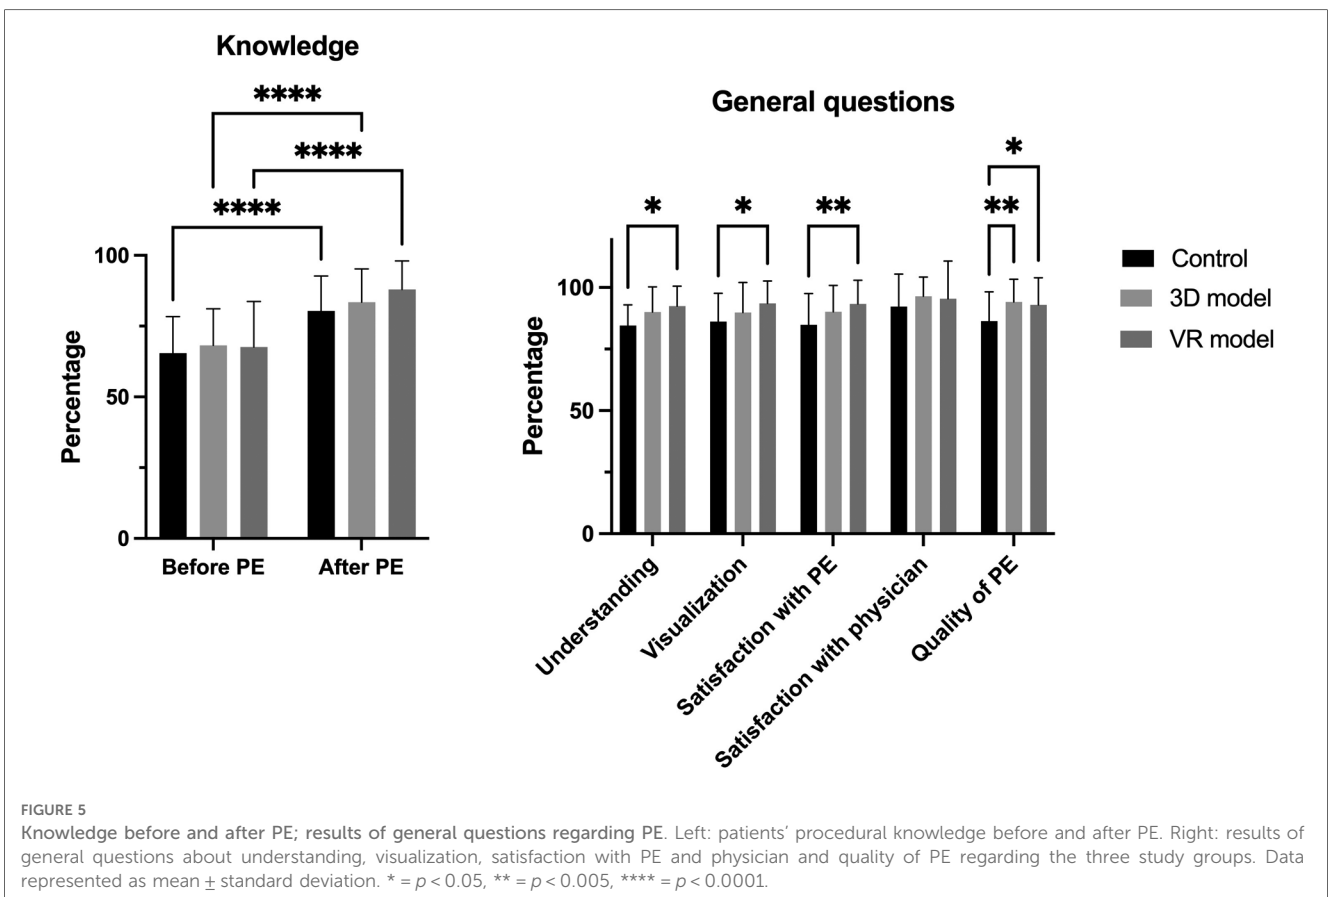 Knowledge
****
****
****
100
50
0
Percentage
Before PE
After PE
General questions
*
*
**
**
*
100
50
0
Percentage
Understanding
Visualization
Satisfaction with PE
Satisfaction with physician
Quality of PE
Control
3D model
VR model
FIGURE 5
Knowledge before and after PE; results of general questions regarding PE. Left: patients' procedural knowledge before and after PE. Right: results of
general questions about understanding, visualization, satisfaction with PE and physician and quality of PE regarding the three study groups. Data
represented as mean ± standard deviation. * = p < 0.05, ** = p < 0.005, **** = p < 0.0001.